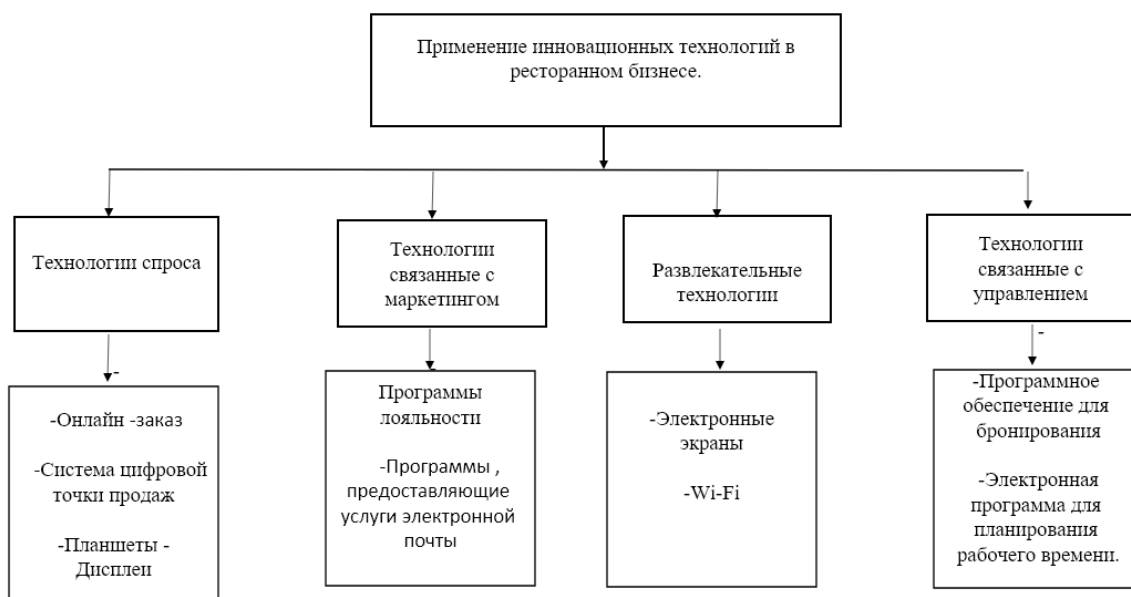 Применение инновационных технологий в
ресторанном бизнесе.
Технологии спроса
Технологии
связанные с
маркетингом
Развлекательные
технологии
Технологии
связанные с
управлением
-
-Онлайн -заказ
-Система цифровой
точки продаж
-Планшеты -
Дисплеи
-
Программы
лояльности
-Программы ,
предоставляющие
услуги электронной
почты
-
-Электронные
экраны
-Wi-Fi
-
-Программное
обеспечение для
бронирования
-Электронная
программа для
планирования
рабочего времени.